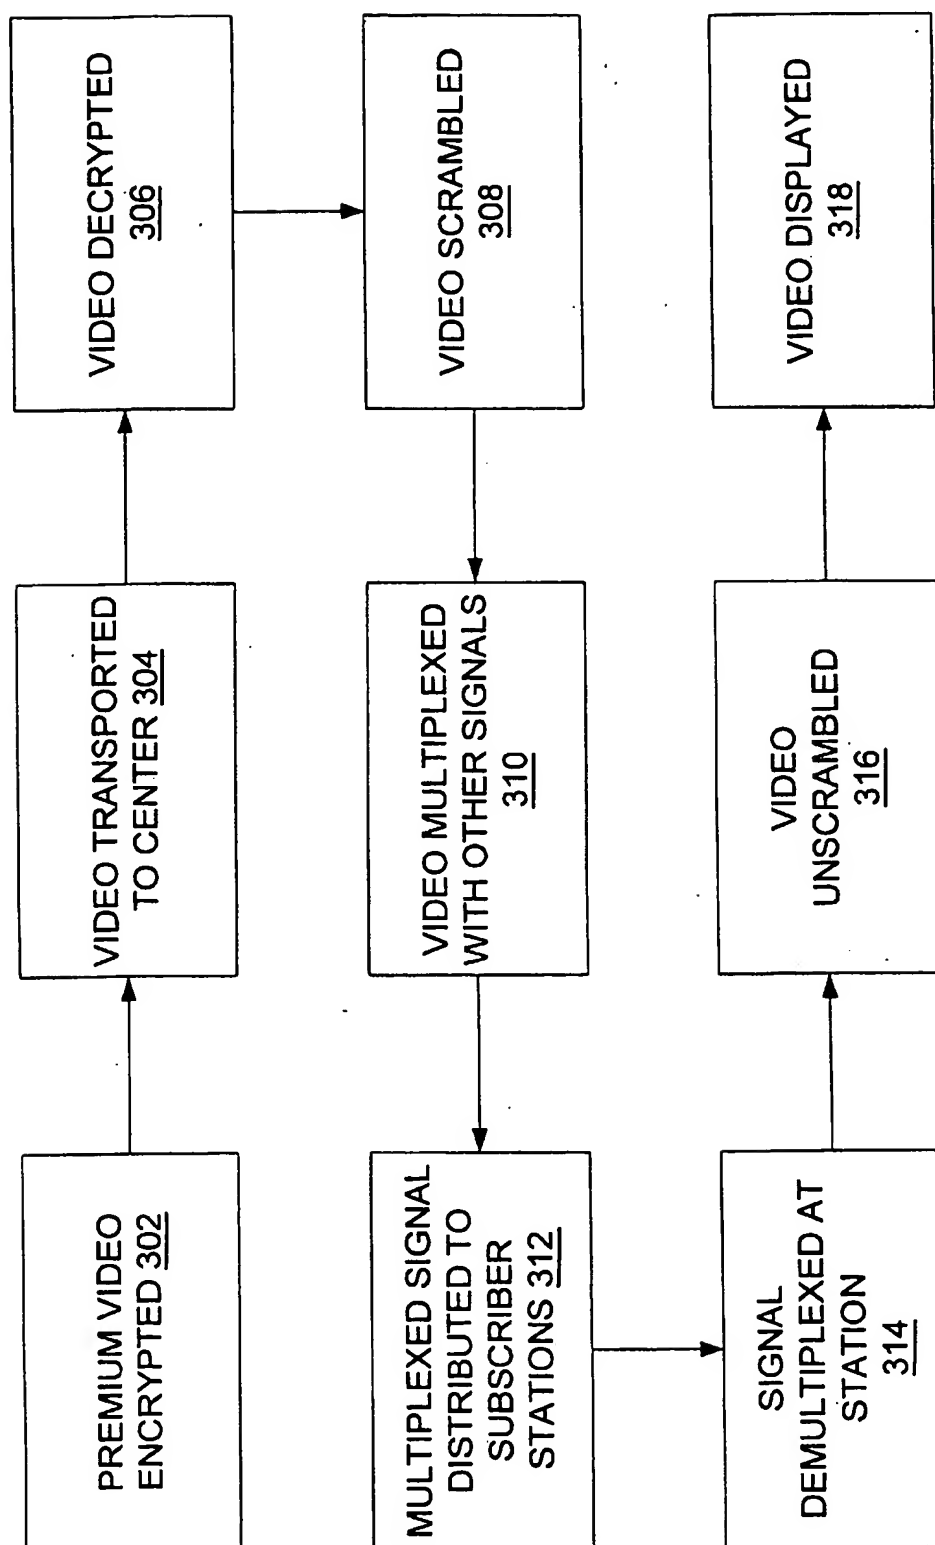 PREMIUM VIDEO
ENCRYPTED 302
VIDEO TRANSPORTED
TO CENTER 304
VIDEO DECRYPTED
306
VIDEO SCRAMBLED
308
VIDEO MULTIPLEXED
WITH OTHER SIGNALS
310
MULTIPLEXED SIGNAL
DISTRIBUTED TO
SUBSCRIBER
STATIONS 312
SIGNAL
DEMULTIPLEXED AT
STATION
314
VIDEO
UNSCRAMBLED
316
VIDEO DISPLAYED
318